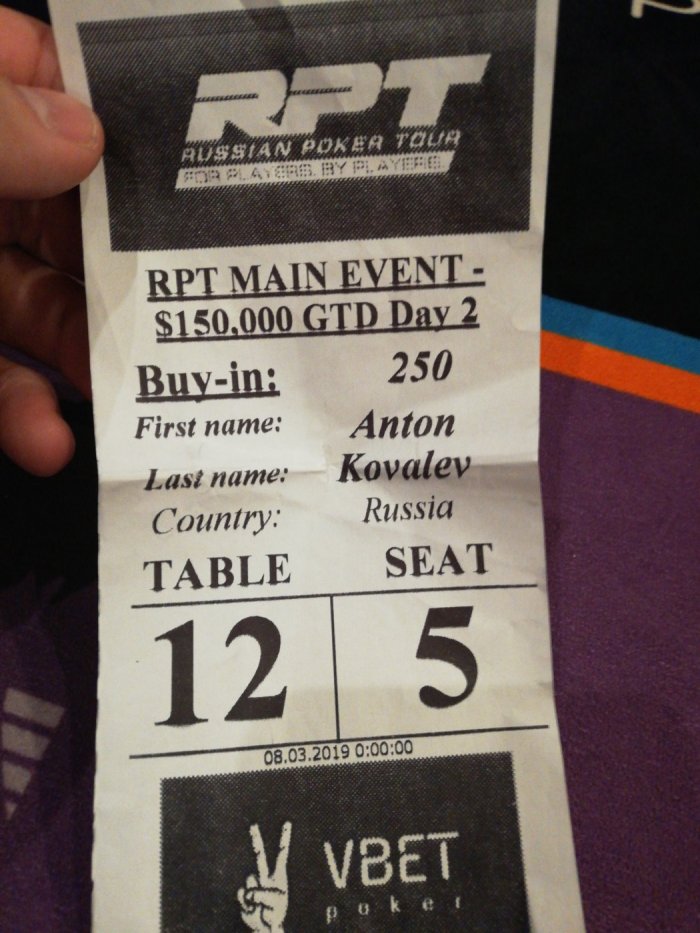 RPT
RUSSIAN POKER TOUR
FOR PLAYERS. BY PLAYERS.
RPT MAIN EVENT -
$150,000 GTD Day 2
Buy-in: 250
First name: Anton
Last name: Kovalev
Country: Russia
TABLE SEAT
12 5
08.03.2019 0:00:00
VBET
poker